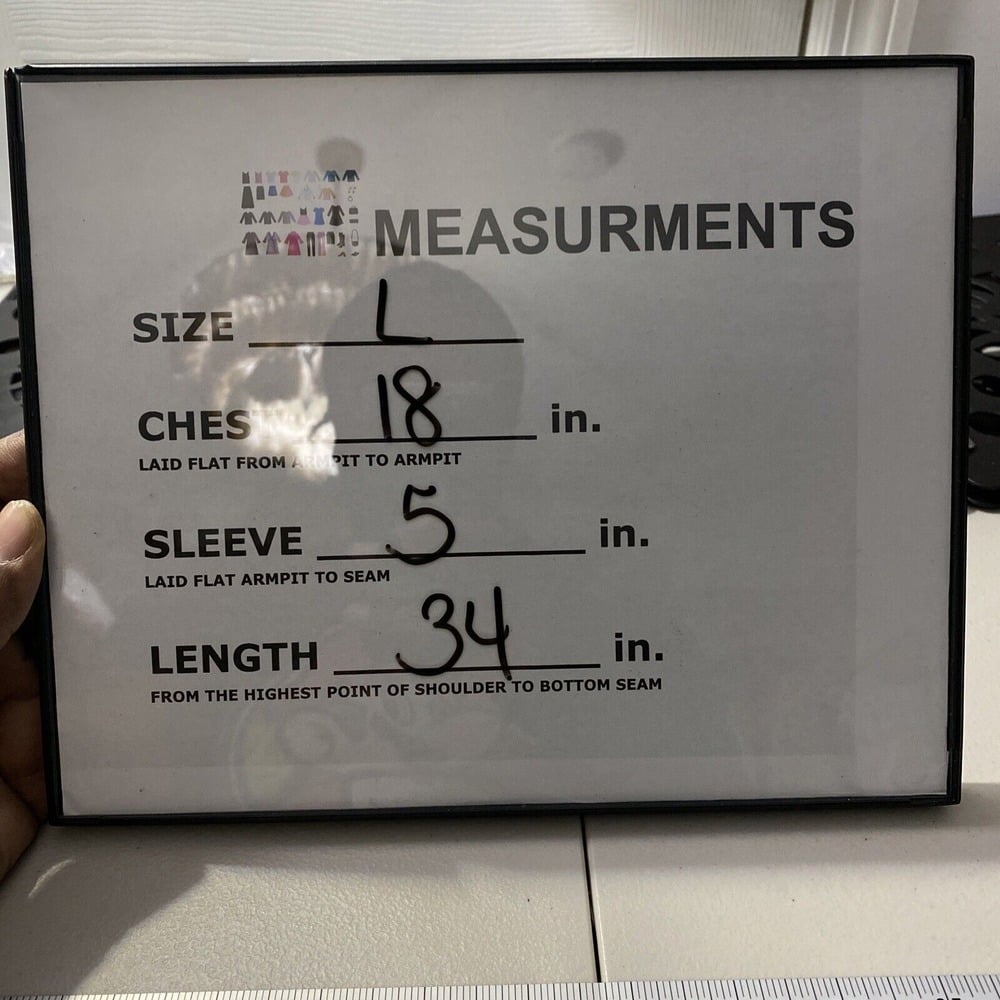 MEASURMENTS
SIZE L
CHEST 18 in.
LAID FLAT FROM ARMPIT TO ARMPIT
SLEEVE 5 in.
LAID FLAT ARMPIT TO SEAM
LENGTH 34 in.
FROM THE HIGHEST POINT OF SHOULDER TO BOTTOM SEAM